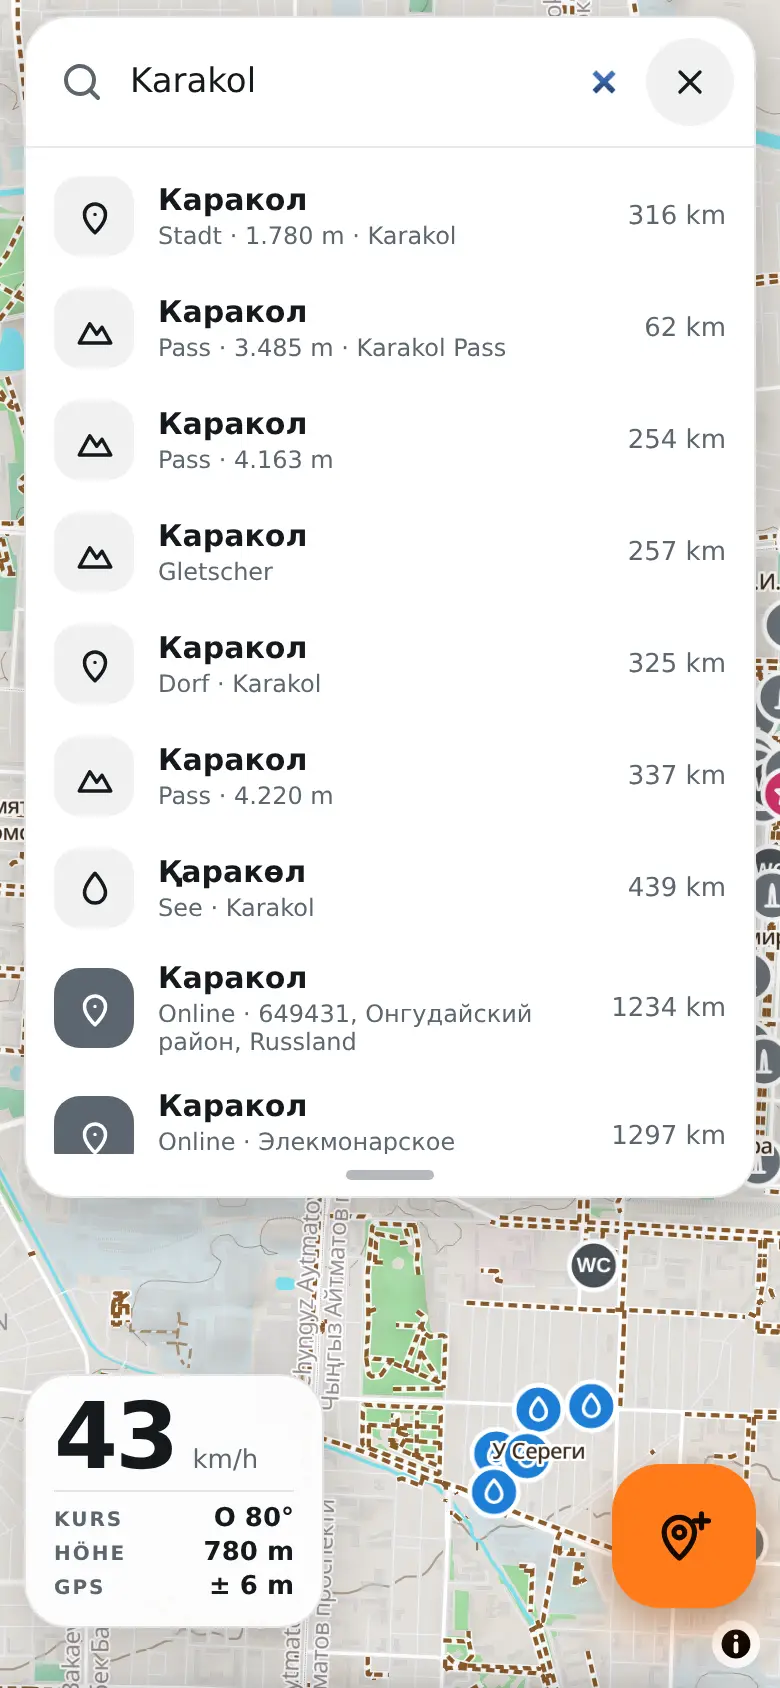 Karakol
Каракол
Stadt · 1.780 m · Karakol
316 km
Каракол
Pass · 3.485 m · Karakol Pass
62 km
Каракол
Pass · 4.163 m
254 km
Каракол
Gletscher
257 km
Каракол
Dorf · Karakol
325 km
Каракол
Pass · 4.220 m
337 km
Қаракөл
See · Karakol
439 km
Каракол
Online · 649431, Онгудайский
район, Russland
1234 km
Каракол
Online · Элекмонарское
1297 km
WC
У Сереги
43 km/h
KURS O 80°
HÖHE 780 m
GPS ± 6 m